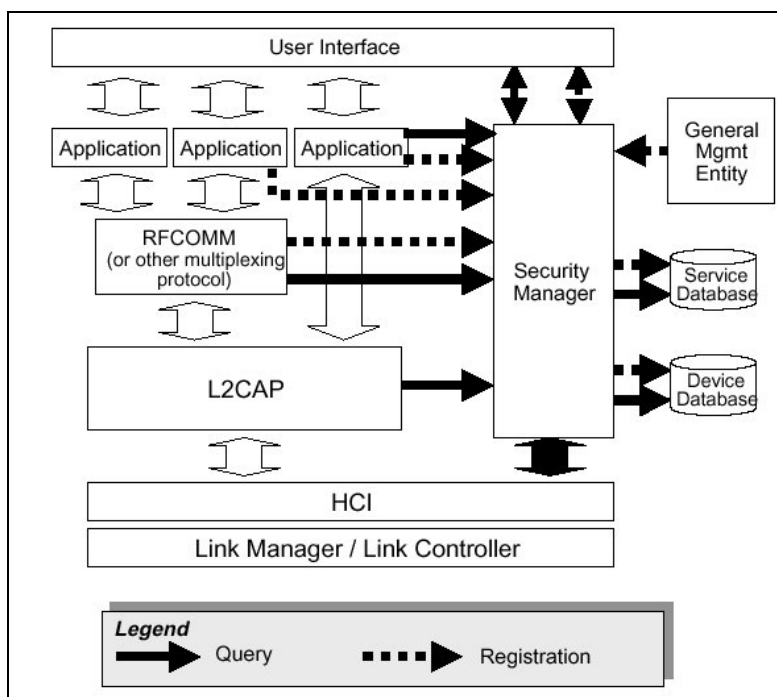 User Interface
Application
Application
Application
General
Mgmt
Entity
RFCOMM
(or other multiplexing
protocol)
Security
Manager
Service
Database
L2CAP
Device
Database
HCI
Link Manager / Link Controller
Legend
Query
Registration